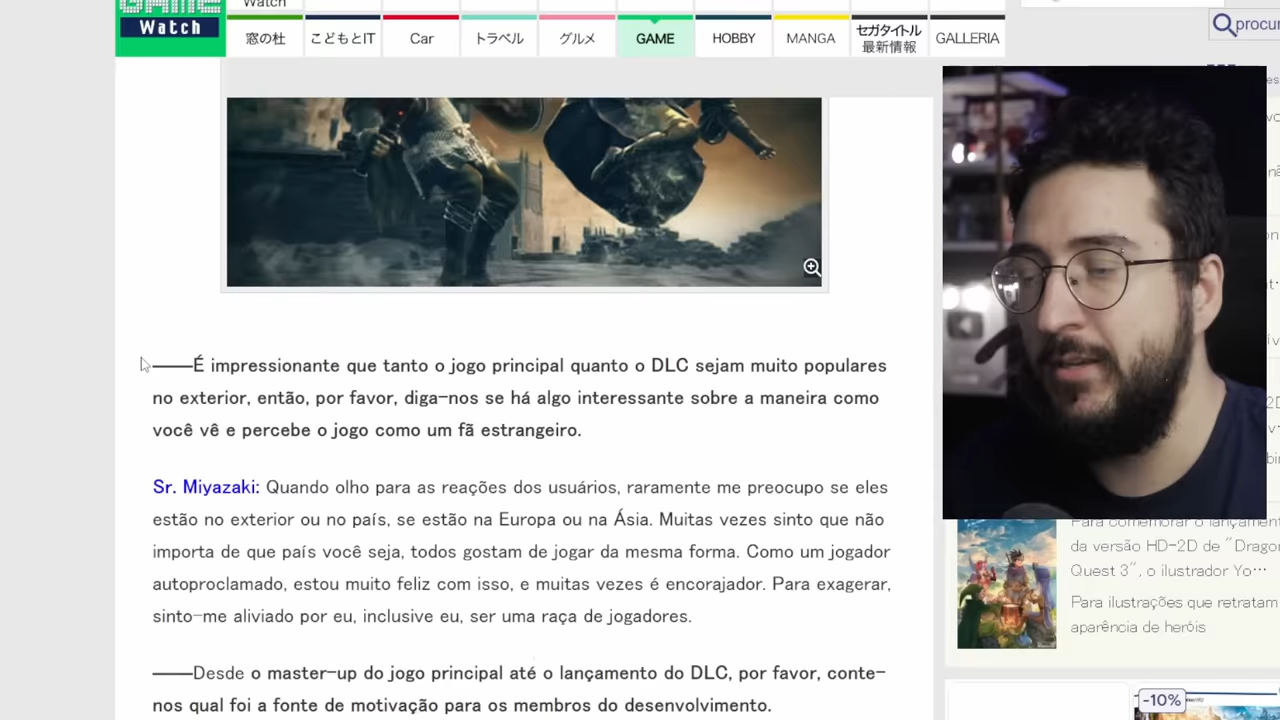 Watch
Watch
procu
窓の杜
こどもとIT
Car
トラベル
グルメ
GAME
HOBBY
MANGA
セガタイトル
最新情報
GALLERIA
——É impressionante que tanto o jogo principal quanto o DLC sejam muito populares
no exterior, então, por favor, diga-nos se há algo interessante sobre a maneira como
você vê e percebe o jogo como um fã estrangeiro.
Sr. Miyazaki: Quando olho para as reações dos usuários, raramente me preocupo se eles
estão no exterior ou no país, se estão na Europa ou na Ásia. Muitas vezes sinto que não
importa de que país você seja, todos gostam de jogar da mesma forma. Como um jogador
autoproclamado, estou muito feliz com isso, e muitas vezes é encorajador. Para exagerar,
sinto-me aliviado por eu, inclusive eu, ser uma raça de jogadores.
——Desde o master-up do jogo principal até o lançamento do DLC, por favor, conte-
nos qual foi a fonte de motivação para os membros do desenvolvimento.
Para comemorar o lançament
da versão HD-2D de "Drago
Quest 3", o ilustrador Yo…
Para ilustrações que retratam
aparência de heróis
-10%